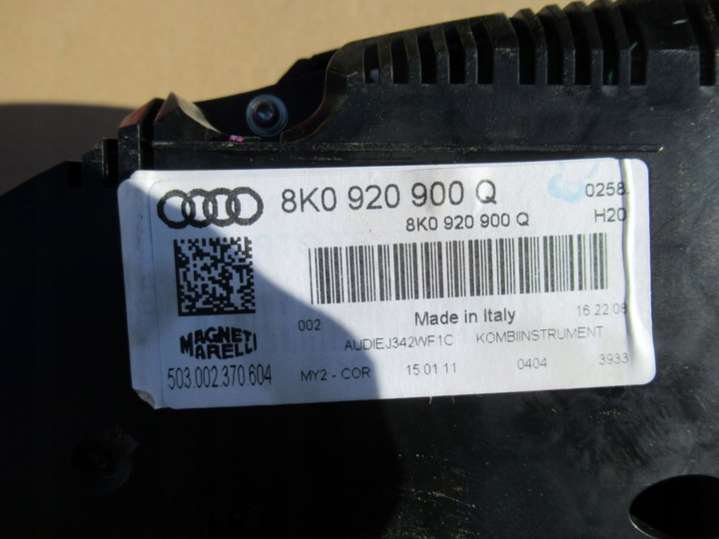 8K0 920 900 Q 0258
8K0 920 900 Q H20
Made in Italy 16:22:08
002
MAGNETI
MARELLI
AUDIEJ342WF1C KOMBIINSTRUMENT
503.002.370.604 MY2 - COR 15.01.11 0404 3933